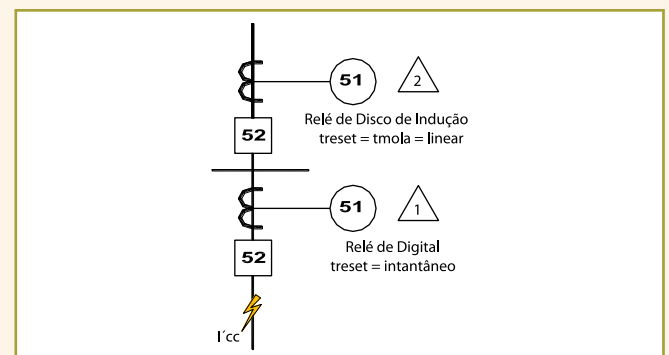 51
2
Relé de Disco de Indução
treset = tmola = linear
52
51
1
Relé de Digital
treset = intantâneo
52
I´cc